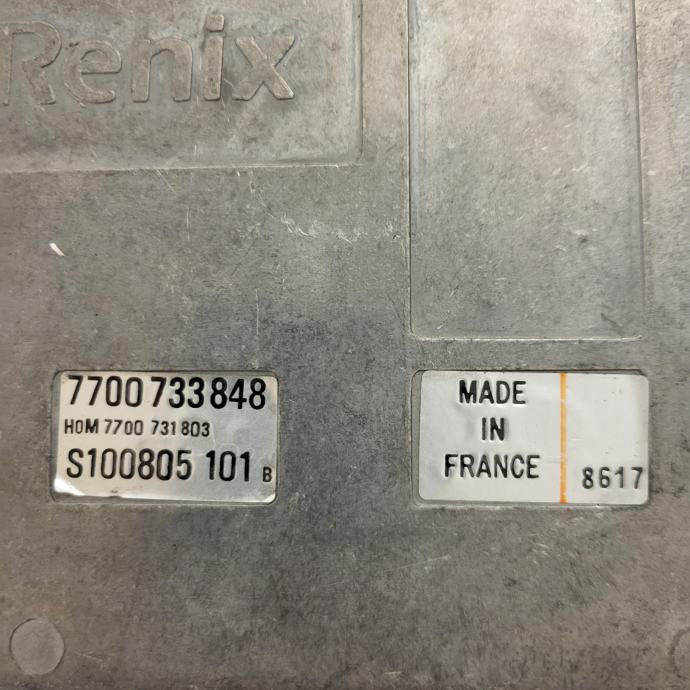 Renix
7700 733 848
HOM 7700 731 803
S100805 101 B
MADE
IN
FRANCE
8617